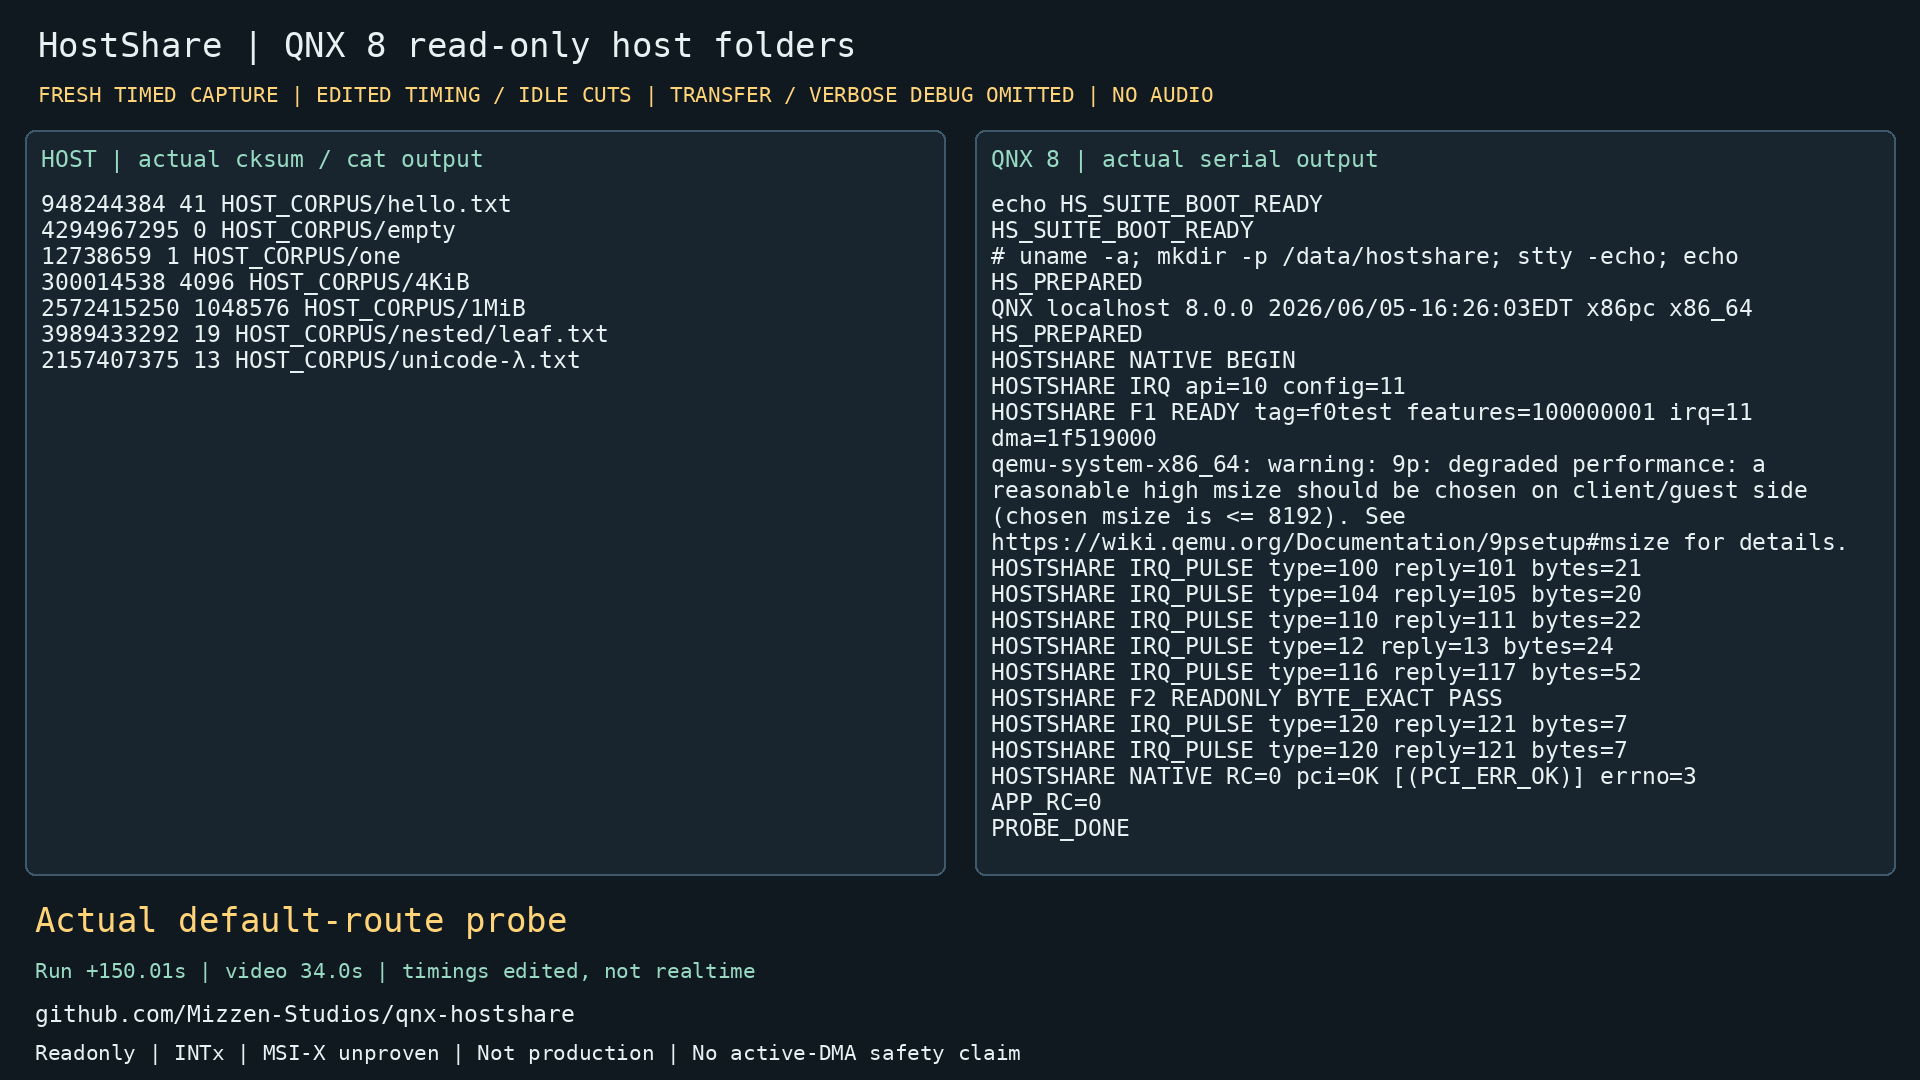 HostShare | QNX 8 read-only host folders
FRESH TIMED CAPTURE | EDITED TIMING / IDLE CUTS | TRANSFER / VERBOSE DEBUG OMITTED | NO AUDIO
HOST | actual cksum / cat output
948244384 41 HOST_CORPUS/hello.txt
4294967295 0 HOST_CORPUS/empty
12738659 1 HOST_CORPUS/one
300014538 4096 HOST_CORPUS/4KiB
2572415250 1048576 HOST_CORPUS/1MiB
3989433292 19 HOST_CORPUS/nested/leaf.txt
2157407375 13 HOST_CORPUS/unicode-λ.txt
QNX 8 | actual serial output
echo HS_SUITE_BOOT_READY
HS_SUITE_BOOT_READY
# uname -a; mkdir -p /data/hostshare; stty -echo; echo
HS_PREPARED
QNX localhost 8.0.0 2026/06/05-16:26:03EDT x86pc x86_64
HS_PREPARED
HOSTSHARE NATIVE BEGIN
HOSTSHARE IRQ api=10 config=11
HOSTSHARE F1 READY tag=f0test features=100000001 irq=11
dma=1f519000
qemu-system-x86_64: warning: 9p: degraded performance: a
reasonable high msize should be chosen on client/guest side
(chosen msize is <= 8192). See
https://wiki.qemu.org/Documentation/9psetup#msize for details.
HOSTSHARE IRQ_PULSE type=100 reply=101 bytes=21
HOSTSHARE IRQ_PULSE type=104 reply=105 bytes=20
HOSTSHARE IRQ_PULSE type=110 reply=111 bytes=22
HOSTSHARE IRQ_PULSE type=12 reply=13 bytes=24
HOSTSHARE IRQ_PULSE type=116 reply=117 bytes=52
HOSTSHARE F2 READONLY BYTE_EXACT PASS
HOSTSHARE IRQ_PULSE type=120 reply=121 bytes=7
HOSTSHARE IRQ_PULSE type=120 reply=121 bytes=7
HOSTSHARE NATIVE RC=0 pci=OK [(PCI_ERR_OK)] errno=3
APP_RC=0
PROBE_DONE
Actual default-route probe
Run +150.01s | video 34.0s | timings edited, not realtime
github.com/Mizzen-Studios/qnx-hostshare
Readonly | INTx | MSI-X unproven | Not production | No active-DMA safety claim